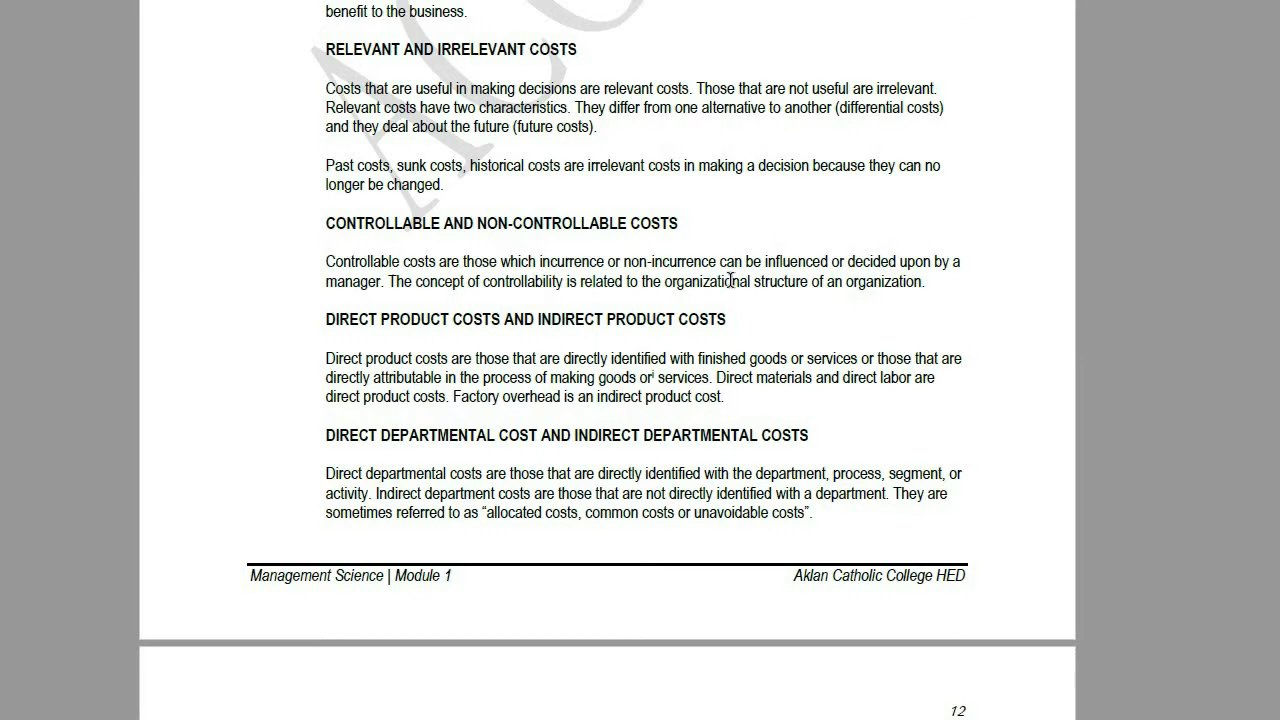 benefit to the business.
RELEVANT AND IRRELEVANT COSTS
Costs that are useful in making decisions are relevant costs. Those that are not useful are irrelevant.
Relevant costs have two characteristics. They differ from one alternative to another (differential costs)
and they deal about the future (future costs).
Past costs, sunk costs, historical costs are irrelevant costs in making a decision because they can no
longer be changed.
CONTROLLABLE AND NON-CONTROLLABLE COSTS
Controllable costs are those which incurrence or non-incurrence can be influenced or decided upon by a
manager. The concept of controllability is related to the organizational structure of an organization.
DIRECT PRODUCT COSTS AND INDIRECT PRODUCT COSTS
Direct product costs are those that are directly identified with finished goods or services or those that are
directly attributable in the process of making goods orⁱ services. Direct materials and direct labor are
direct product costs. Factory overhead is an indirect product cost.
DIRECT DEPARTMENTAL COST AND INDIRECT DEPARTMENTAL COSTS
Direct departmental costs are those that are directly identified with the department, process, segment, or
activity. Indirect department costs are those that are not directly identified with a department. They are
sometimes referred to as “allocated costs, common costs or unavoidable costs”.
Management Science | Module 1 Aklan Catholic College HED
12